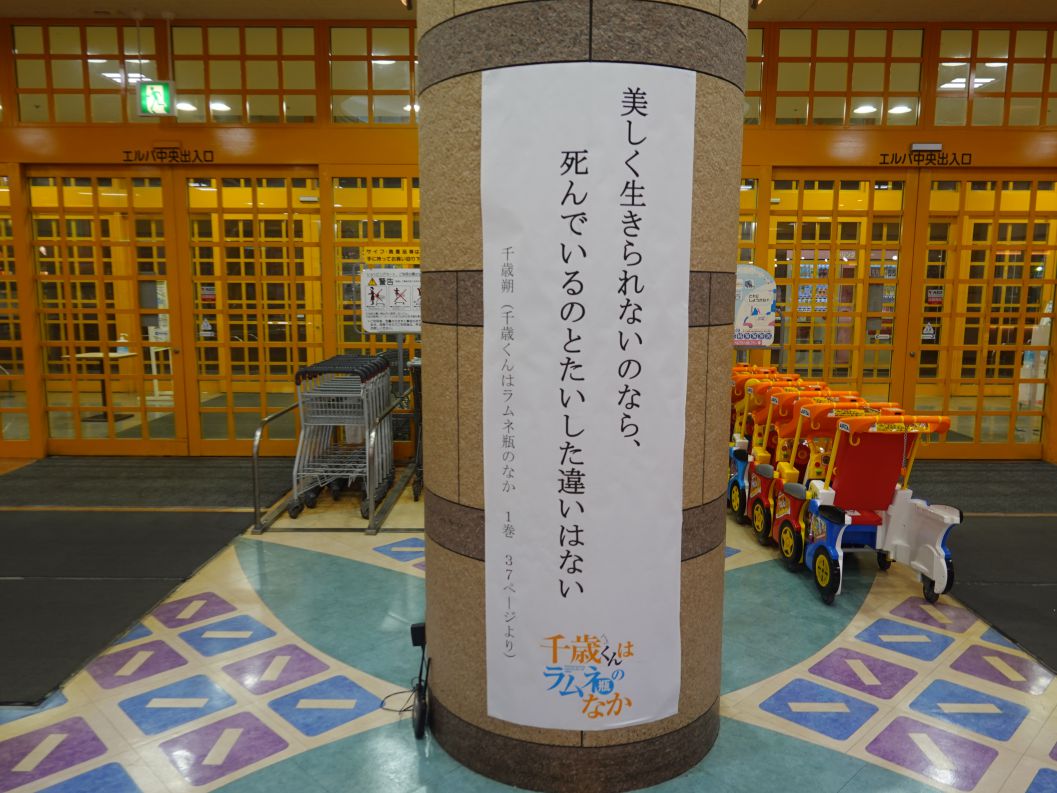 美しく生きられないのなら、
死んでいるのとたいした違いはない
千歳朔（千歳くんはラムネ瓶のなか　1巻　37ページより）
千歳くんは
ラムネ瓶の
なか
エルパ中央出入口
エルパ中央出入口
警告